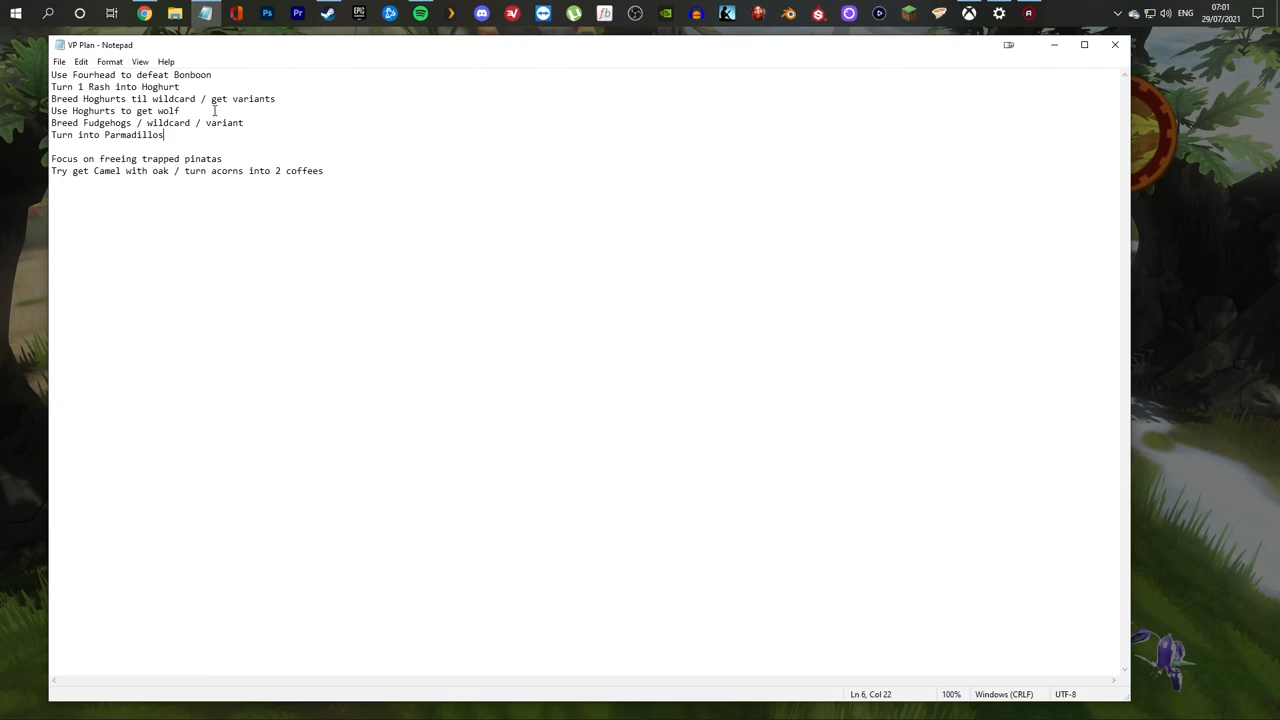 07:01
ENG
29/07/2021
VP Plan - Notepad
File Edit Format View Help
Use Fourhead to defeat Bonboon
Turn 1 Rash into Hoghurt
Breed Hoghurts til wildcard / get variants
Use Hoghurts to get wolf
Breed Fudgehogs / wildcard / variant
Turn into Parmadillos
Focus on freeing trapped pinatas
Try get Camel with oak / turn acorns into 2 coffees
Ln 6, Col 22 100% Windows (CRLF) UTF-8